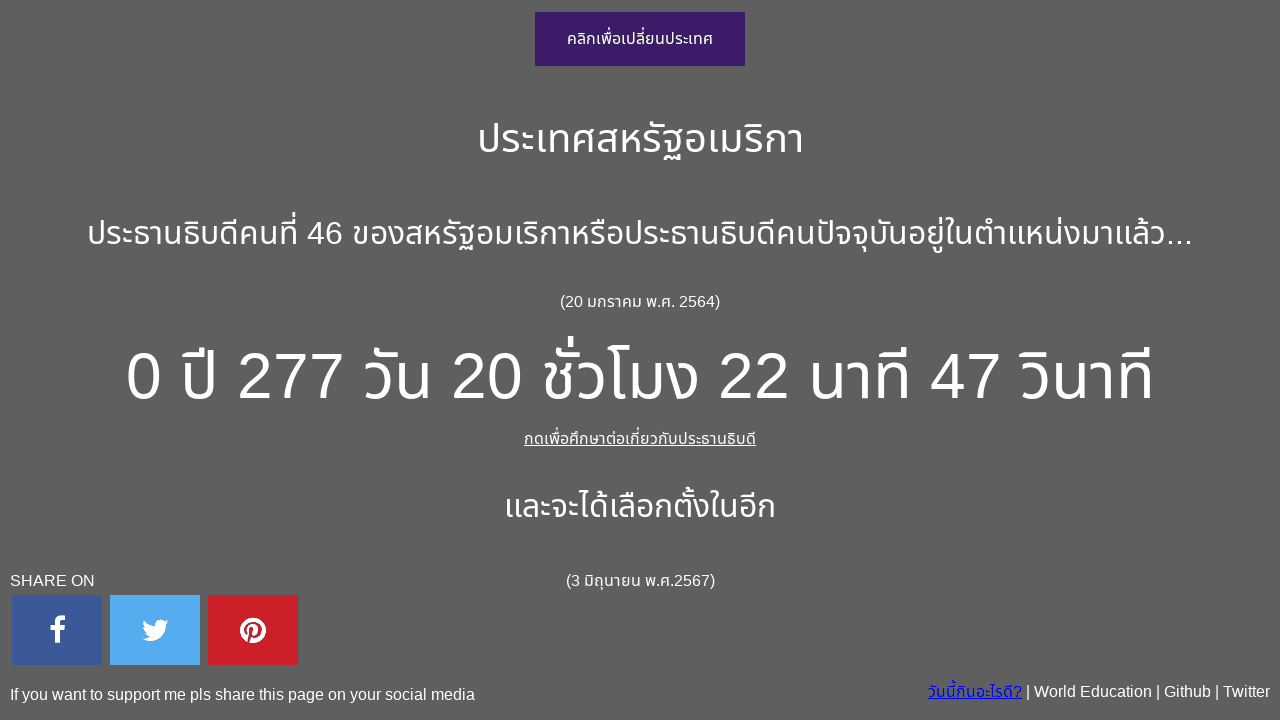 คลิกเพื่อเปลี่ยนประเทศ
ประเทศสหรัฐอเมริกา
ประธานธิบดีคนที่ 46 ของสหรัฐอมเริกาหรือประธานธิบดีคนปัจจุบันอยู่ในตำแหน่งมาแล้ว...
(20 มกราคม พ.ศ. 2564)
0 ปี 277 วัน 20 ชั่วโมง 22 นาที 47 วินาที
กดเพื่อศึกษาต่อเกี่ยวกับประธานธิบดี
และจะได้เลือกตั้งในอีก
(3 มิถุนายน พ.ศ.2567)
SHARE ON
If you want to support me pls share this page on your social media
วันนี้กินอะไรดี? | World Education | Github | Twitter